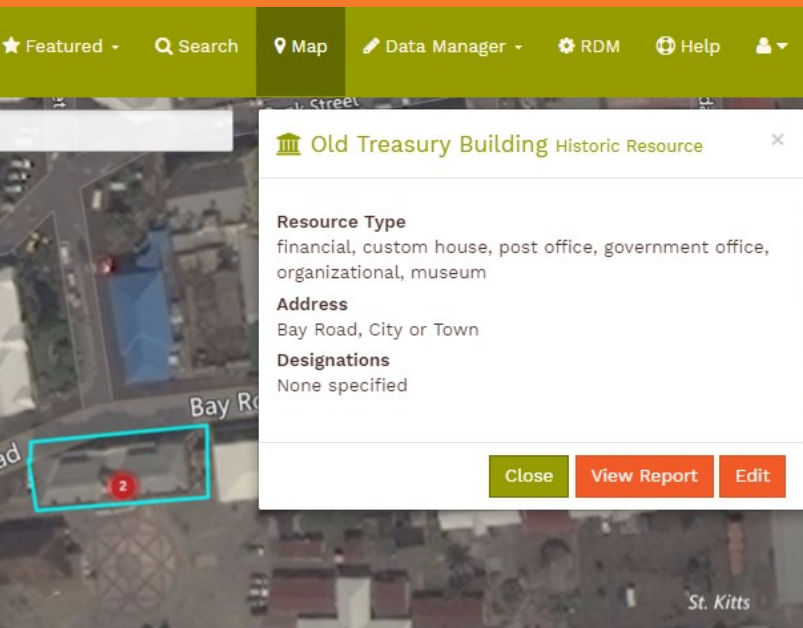 Featured Search Map Data Manager RDM Help
Street
Old Treasury Building Historic Resource ×
Resource Type
financial, custom house, post office, government office,
organizational, museum
Address
Bay Road, City or Town
Designations
None specified
Bay Ro
ad
Close View Report Edit
2
St. Kitts